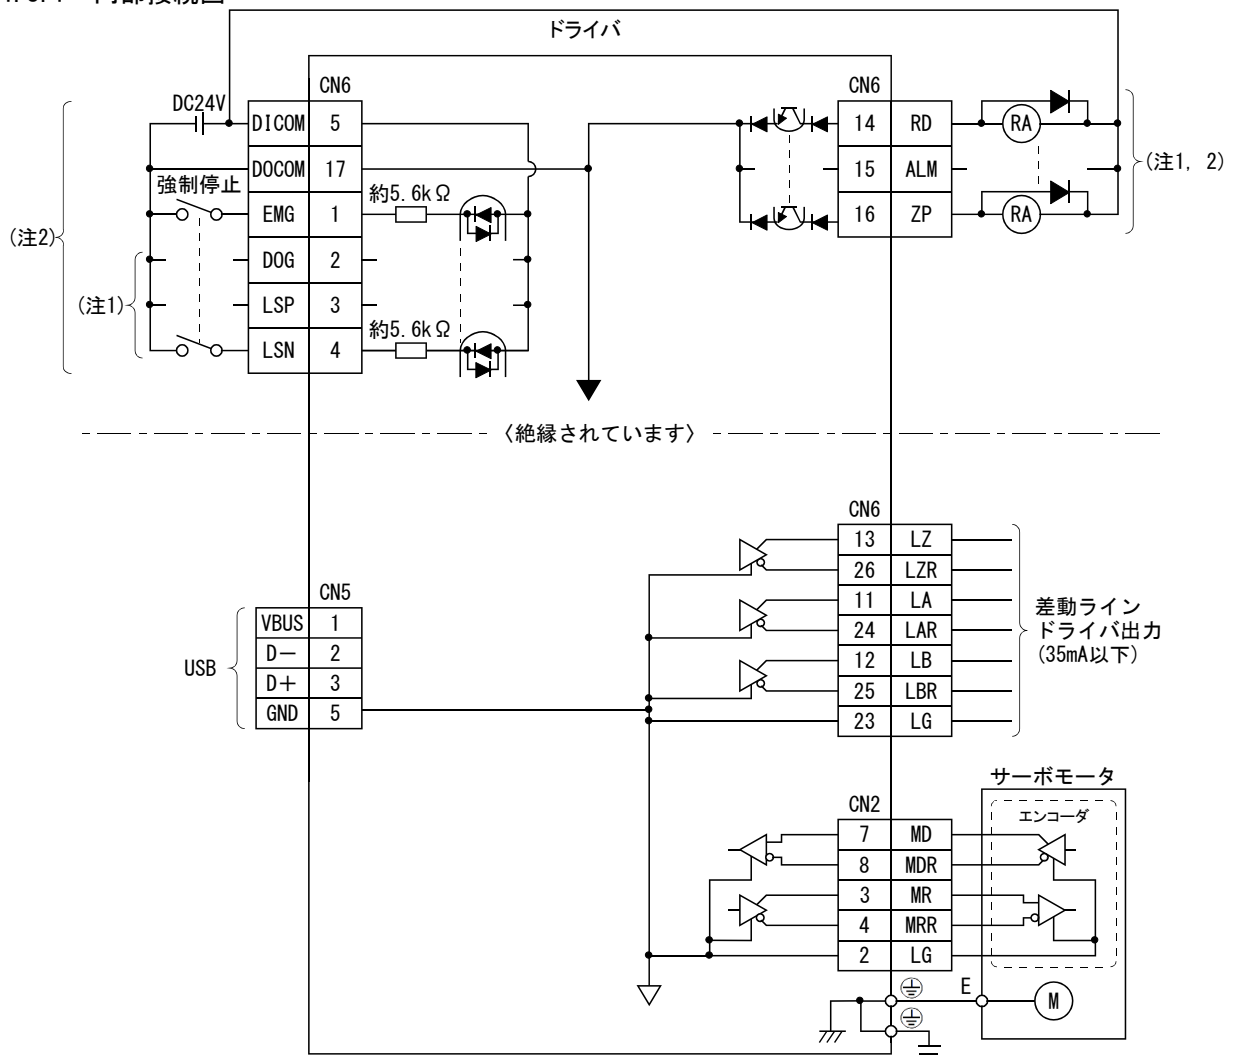 ドライバ
CN6
DC24V
DICOM 5
DOCOM 17
強制停止
EMG 1
約5.6kΩ
DOG 2
LSP 3
LSN 4
約5.6kΩ
(注2)
(注1)
CN6
14 RD
RA
15 ALM
16 ZP
RA
(注1, 2)
〈絶縁されています〉
CN6
13 LZ
26 LZR
11 LA
24 LAR
12 LB
25 LBR
23 LG
差動ライン
ドライバ出力
(35mA以下)
CN5
USB
VBUS 1
D− 2
D+ 3
GND 5
サーボモータ
エンコーダ
CN2
7 MD
8 MDR
3 MR
4 MRR
2 LG
E
M